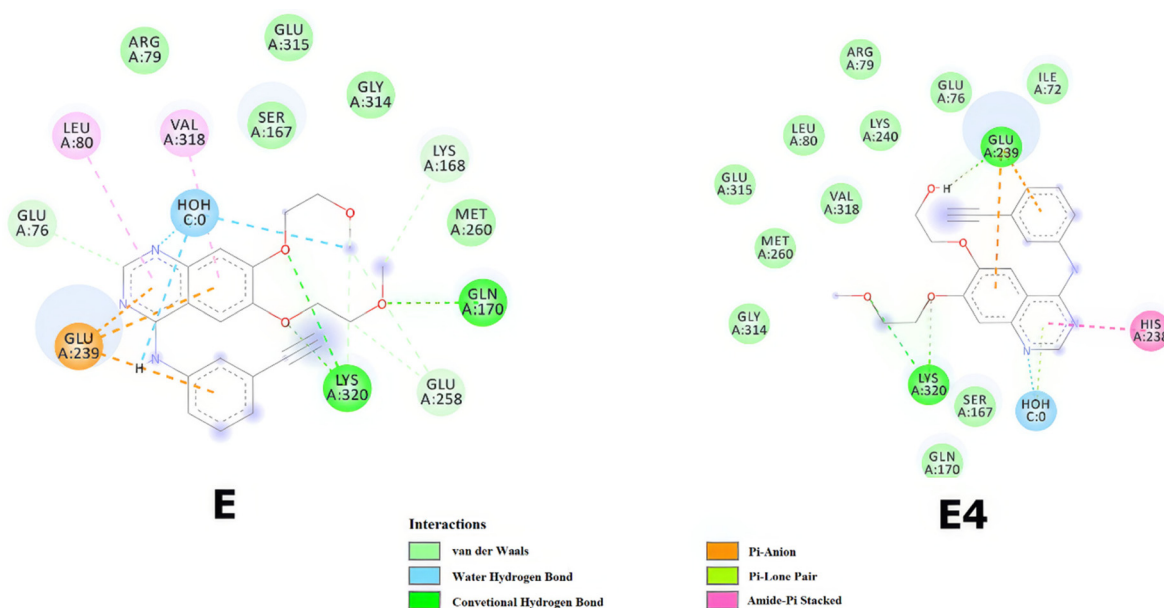 ARG
A:79
GLU
A:315
GLY
A:314
SER
A:167
LEU
A:80
VAL
A:318
LYS
A:168
HOH
C:0
GLU
A:76
MET
A:260
GLN
A:170
GLU
A:239
LYS
A:320
GLU
A:258
O
O
O
O
N
N
N
H
E
ARG
A:79
GLU
A:76
ILE
A:72
LEU
A:80
LYS
A:240
GLU
A:239
GLU
A:315
VAL
A:318
MET
A:260
GLY
A:314
HIS
A:238
LYS
A:320
SER
A:167
HOH
C:0
GLN
A:170
O
H
O
O
O
N
N
N
E4
Interactions
van der Waals
Water Hydrogen Bond
Convetional Hydrogen Bond
Pi-Anion
Pi-Lone Pair
Amide-Pi Stacked